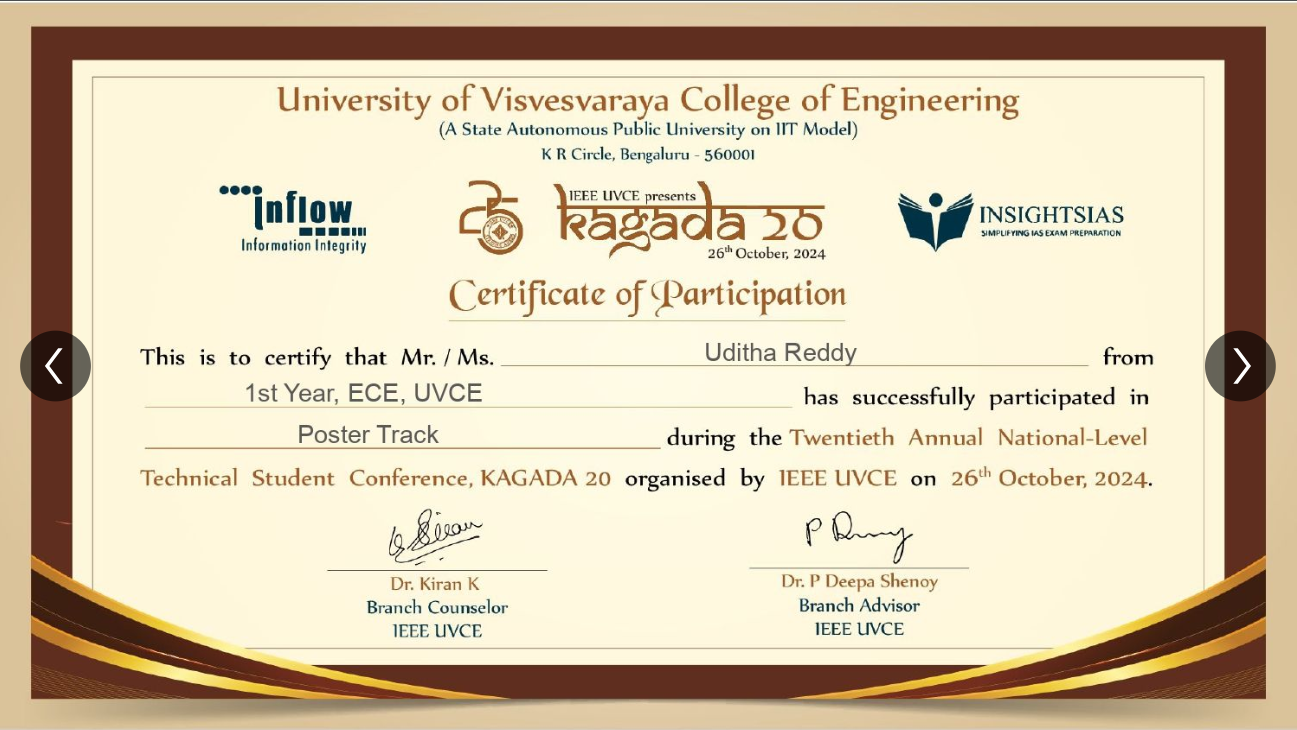 University of Visvesvaraya College of Engineering
(A State Autonomous Public University on IIT Model)
K R Circle, Bengaluru - 560001
inflow
Information Integrity
25
IEEE UVCE presents
kagada 20
26th October, 2024
INSIGHTSIAS
SIMPLIFYING IAS EXAM PREPARATION
Certificate of Participation
This is to certify that Mr. / Ms. Uditha Reddy from
1st Year, ECE, UVCE has successfully participated in
Poster Track during the Twentieth Annual National-Level
Technical Student Conference, KAGADA 20 organised by IEEE UVCE on 26th October, 2024.
Dr. Kiran K
Branch Counselor
IEEE UVCE
Dr. P Deepa Shenoy
Branch Advisor
IEEE UVCE